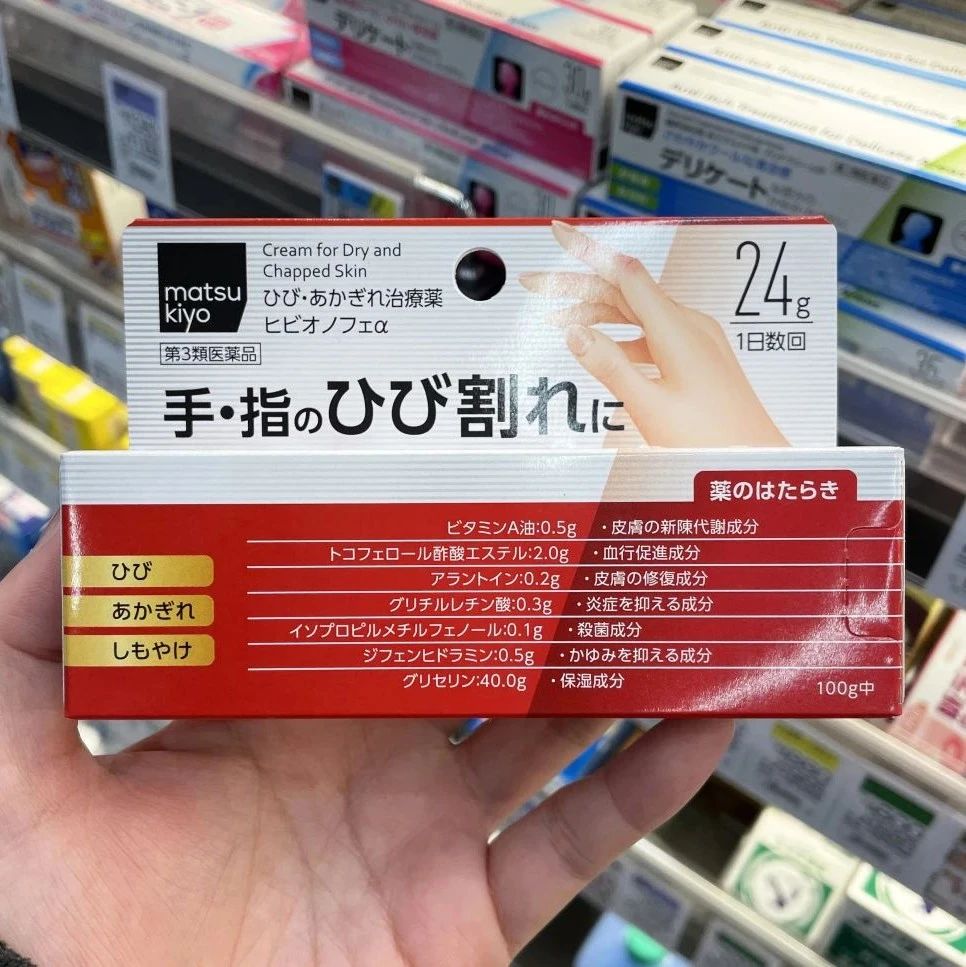 デリケート
デリケート
matsu
kiyo
Cream for Dry and
Chapped Skin
ひび・あかぎれ治療薬
ヒビオノフェα
第3類医薬品
24g
1日数回
手・指のひび割れに
薬のはたらき
ビタミンA油:0.5g ・皮膚の新陳代謝成分
トコフェロール酢酸エステル:2.0g ・血行促進成分
アラントイン:0.2g ・皮膚の修復成分
グリチルレチン酸:0.3g ・炎症を抑える成分
イソプロピルメチルフェノール:0.1g ・殺菌成分
ジフェンヒドラミン:0.5g ・かゆみを抑える成分
グリセリン:40.0g ・保湿成分
100g中
ひび
あかぎれ
しもやけ